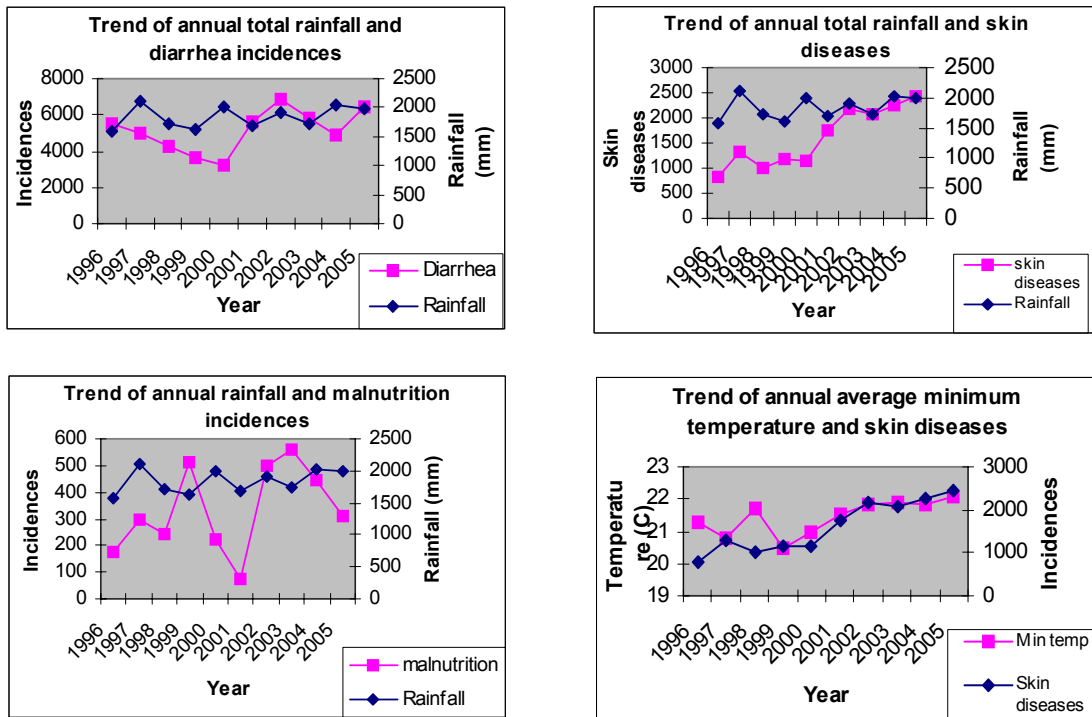 Trend of annual total rainfall and
diarrhea incidences
8000
6000
4000
2000
0
Incidences
2500
2000
1500
1000
500
0
Rainfall
(mm)
1996
1997
1998
1999
2000
2001
2002
2003
2004
2005
Year
Diarrhea
Rainfall
Trend of annual total rainfall and skin
diseases
3000
2500
2000
1500
1000
500
0
Skin
diseases
2500
2000
1500
1000
500
0
Rainfall
(mm)
1996
1997
1998
1999
2000
2001
2002
2003
2004
2005
Year
skin
diseases
Rainfall
Trend of annual rainfall and malnutrition
incidences
600
500
400
300
200
100
0
Incidences
2500
2000
1500
1000
500
0
Rainfall (mm)
1996
1997
1998
1999
2000
2001
2002
2003
2004
2005
Year
malnutrition
Rainfall
Trend of annual average minimum
temperature and skin diseases
23
22
21
20
19
Temperatu
re (C)
3000
2000
1000
0
Incidences
1996
1997
1998
1999
2000
2001
2002
2003
2004
2005
Year
Min temp
Skin
diseases